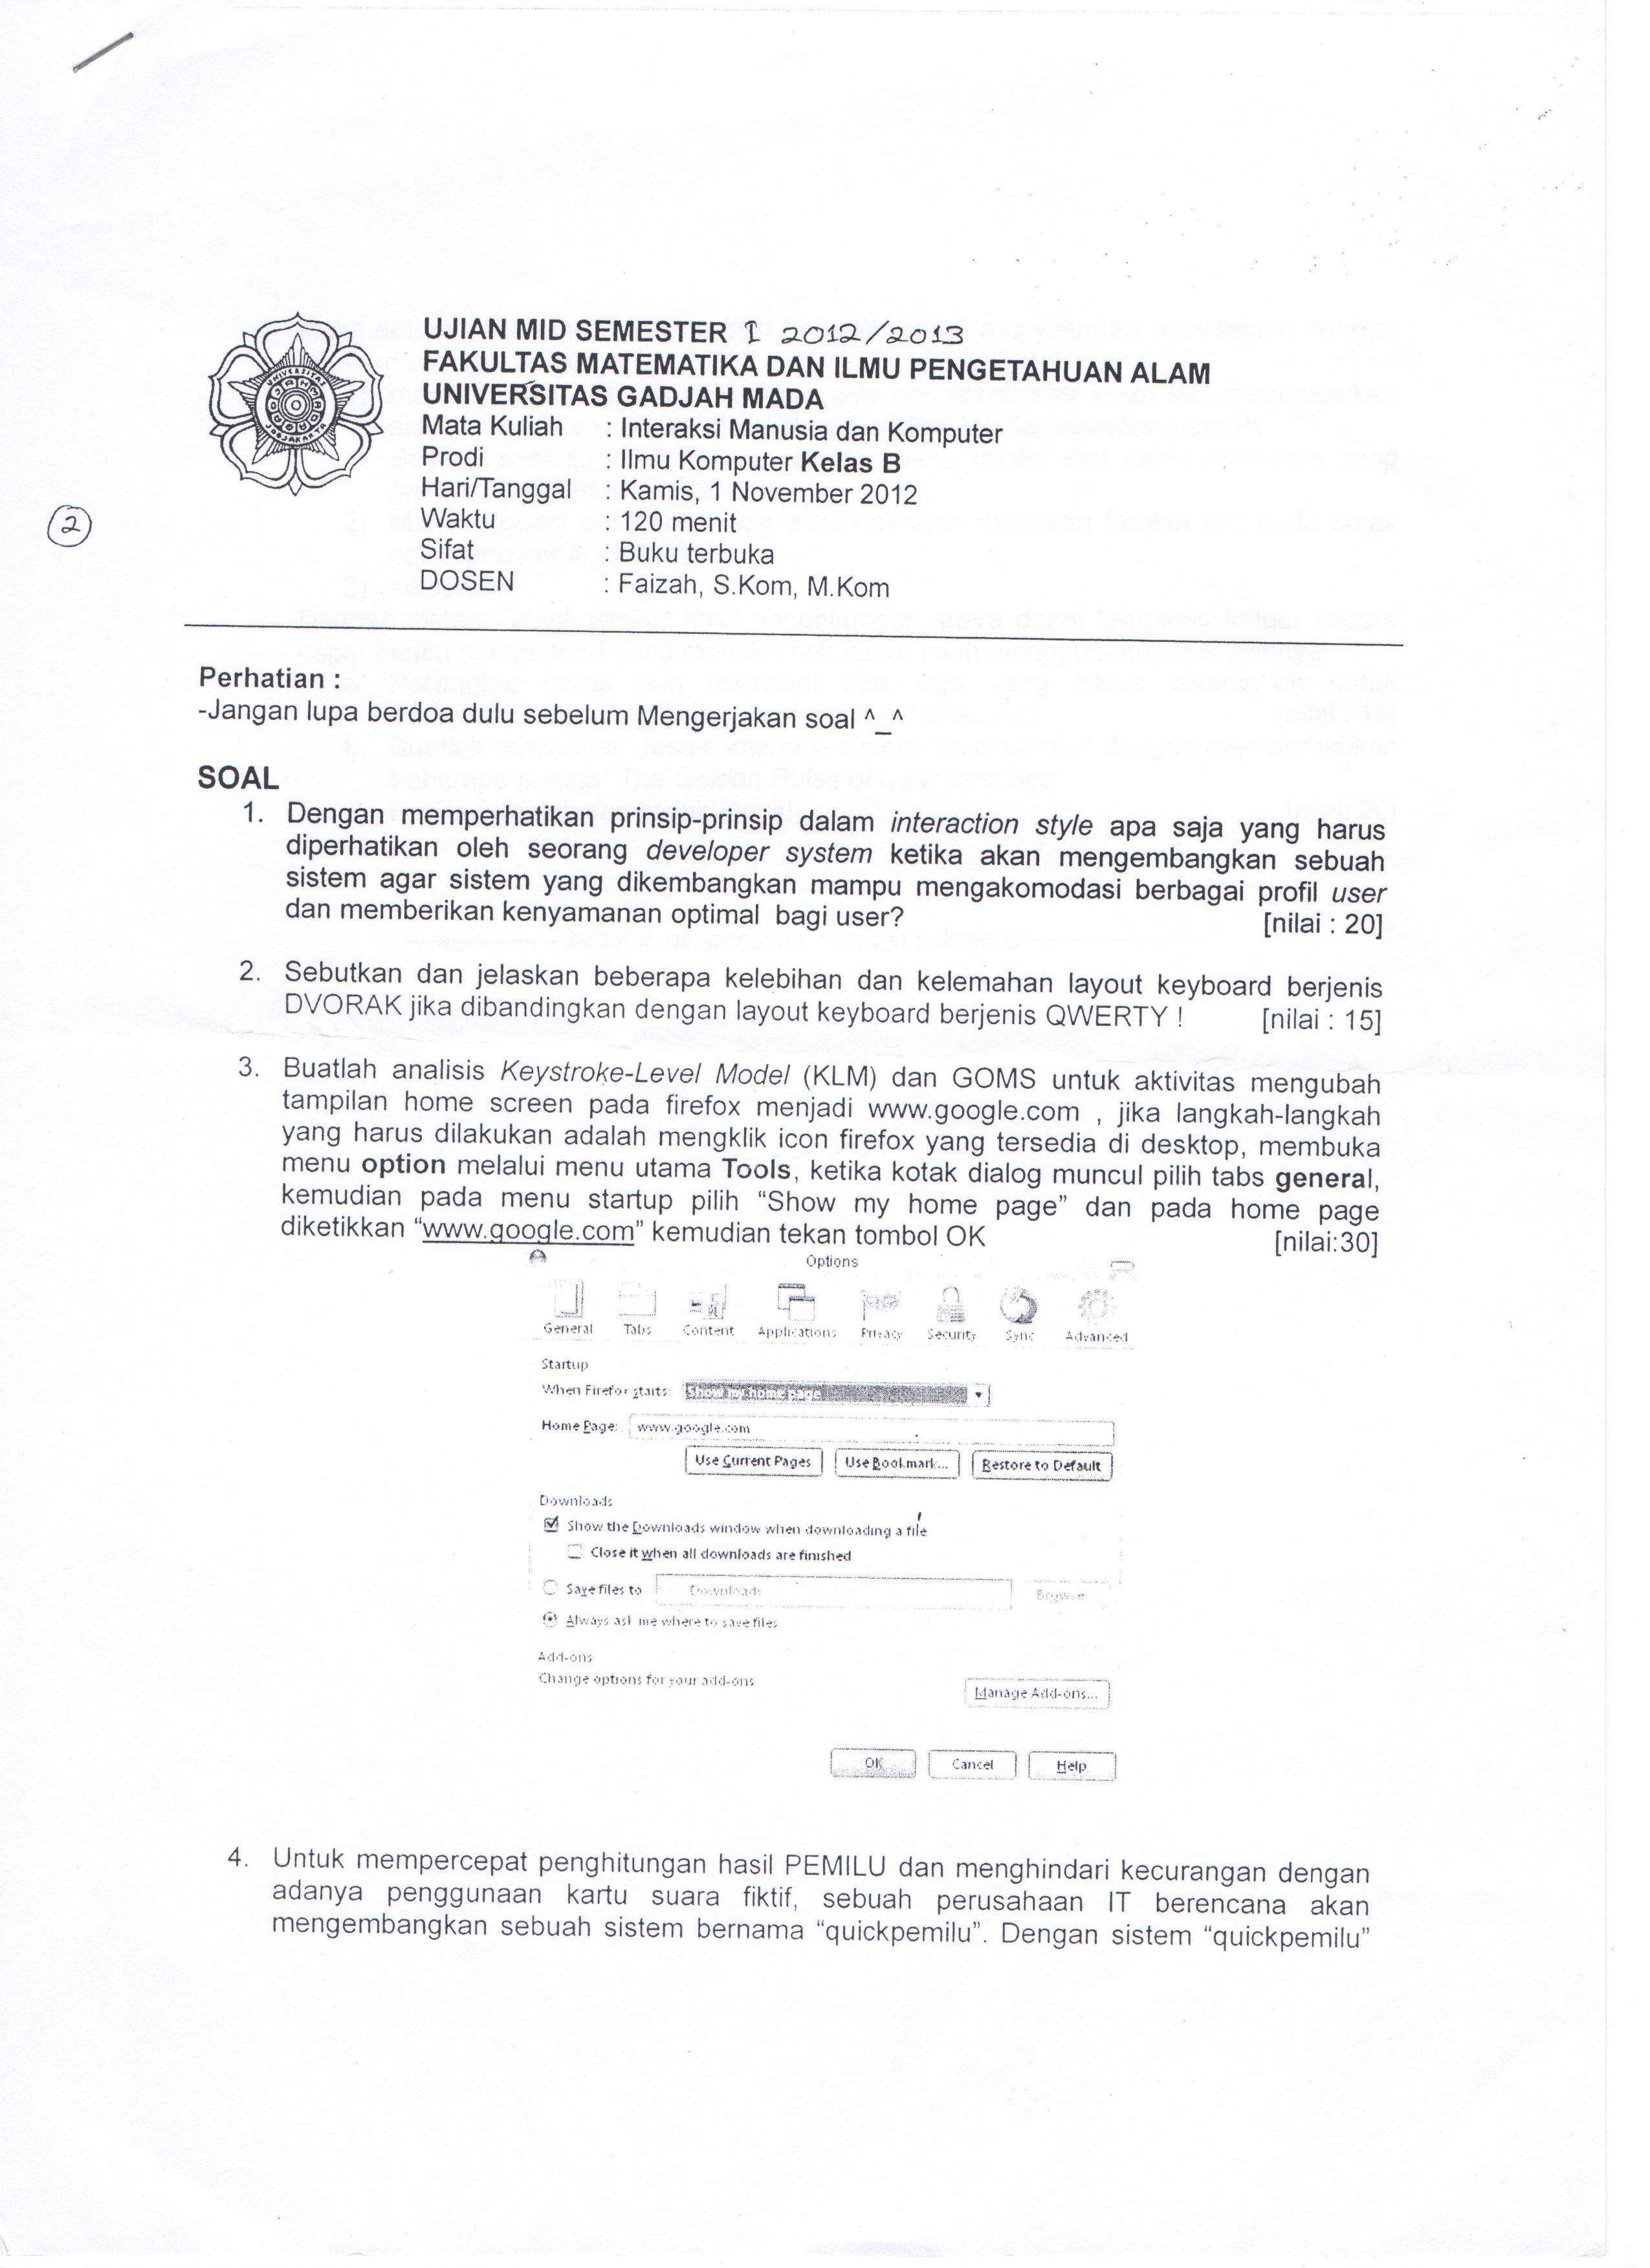 UJIAN MID SEMESTER I 2012/2013
FAKULTAS MATEMATIKA DAN ILMU PENGETAHUAN ALAM
UNIVERSITAS GADJAH MADA
Mata Kuliah : Interaksi Manusia dan Komputer
Prodi : Ilmu Komputer Kelas B
Hari/Tanggal : Kamis, 1 November 2012
2
Waktu : 120 menit
Sifat : Buku terbuka
DOSEN : Faizah, S.Kom, M.Kom
Perhatian :
-Jangan lupa berdoa dulu sebelum Mengerjakan soal ^_^
SOAL
1. Dengan memperhatikan prinsip-prinsip dalam interaction style apa saja yang harus
diperhatikan oleh seorang developer system ketika akan mengembangkan sebuah
sistem agar sistem yang dikembangkan mampu mengakomodasi berbagai profil user
dan memberikan kenyamanan optimal bagi user? [nilai : 20]
2. Sebutkan dan jelaskan beberapa kelebihan dan kelemahan layout keyboard berjenis
DVORAK jika dibandingkan dengan layout keyboard berjenis QWERTY ! [nilai : 15]
3. Buatlah analisis Keystroke-Level Model (KLM) dan GOMS untuk aktivitas mengubah
tampilan home screen pada firefox menjadi www.google.com , jika langkah-langkah
yang harus dilakukan adalah mengklik icon firefox yang tersedia di desktop, membuka
menu option melalui menu utama Tools, ketika kotak dialog muncul pilih tabs general,
kemudian pada menu startup pilih “Show my home page” dan pada home page
diketikkan “www.google.com” kemudian tekan tombol OK [nilai:30]
Options
General Tabs Content Applications Privacy Security Sync Advanced
Startup
When Firefox starts: Show my home page
Home Page: www.google.com
Use Current Pages Use Bookmark... Restore to Default
Downloads
Show the Downloads window when downloading a file
Close it when all downloads are finished
Save files to Downloads Browse
Always ask me where to save files
Add-ons
Change options for your add-ons
Manage Add-ons...
OK Cancel Help
4. Untuk mempercepat penghitungan hasil PEMILU dan menghindari kecurangan dengan
adanya penggunaan kartu suara fiktif, sebuah perusahaan IT berencana akan
mengembangkan sebuah sistem bernama “quickpemilu”. Dengan sistem “quickpemilu”